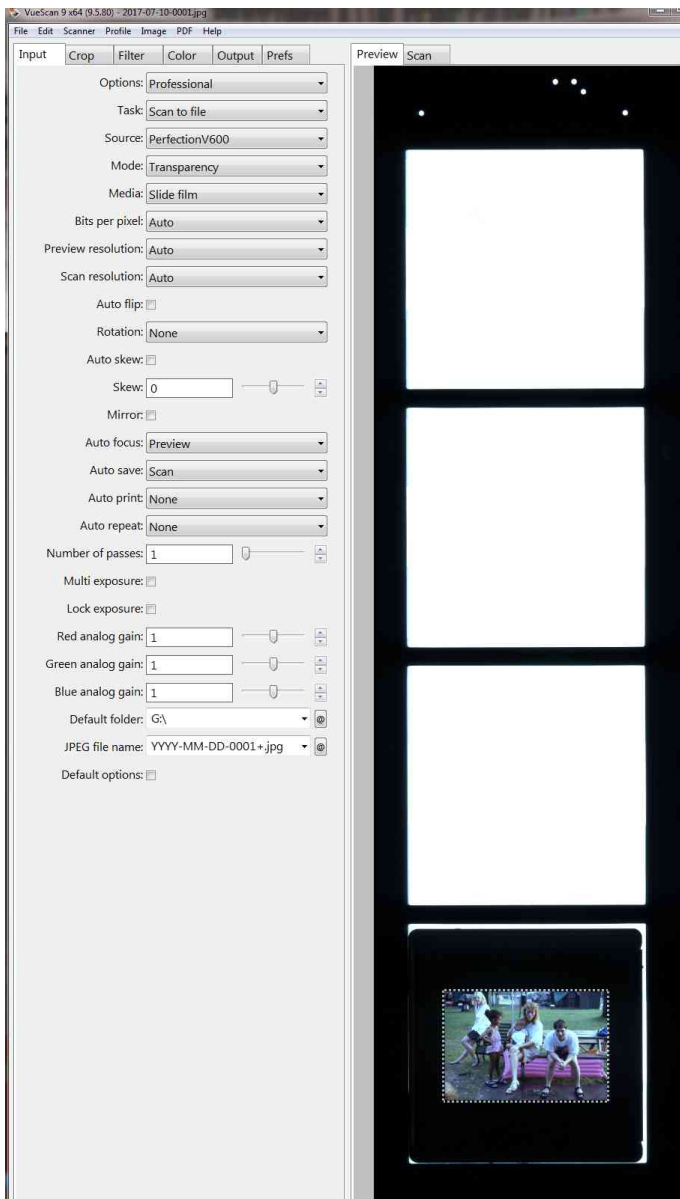 VueScan 9 x64 (9.5.80) - 2017-07-10-0001.jpg
File Edit Scanner Profile Image PDF Help
Input Crop Filter Color Output Prefs Preview Scan
Options: Professional
Task: Scan to file
Source: PerfectionV600
Mode: Transparency
Media: Slide film
Bits per pixel: Auto
Preview resolution: Auto
Scan resolution: Auto
Auto flip:
Rotation: None
Auto skew:
Skew: 0
Mirror:
Auto focus: Preview
Auto save: Scan
Auto print: None
Auto repeat: None
Number of passes: 1
Multi exposure:
Lock exposure:
Red analog gain: 1
Green analog gain: 1
Blue analog gain: 1
Default folder: G:\ @
JPEG file name: YYYY-MM-DD-0001+.jpg @
Default options: